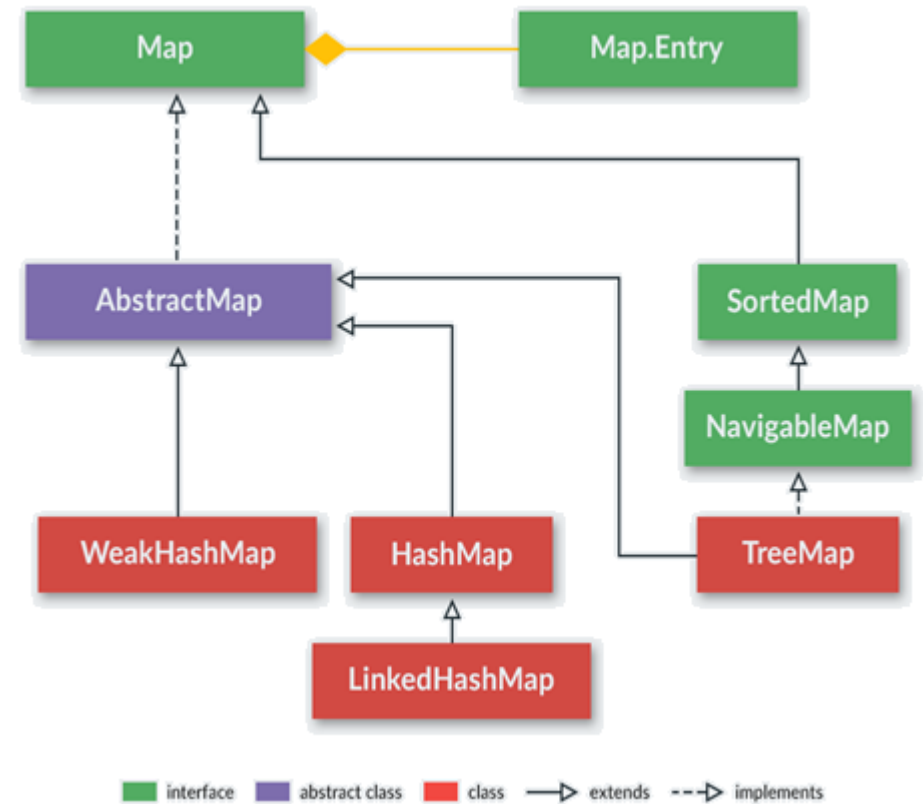 Map
Map.Entry
AbstractMap
SortedMap
NavigableMap
WeakHashMap
HashMap
TreeMap
LinkedHashMap
interface abstract class class extends implements